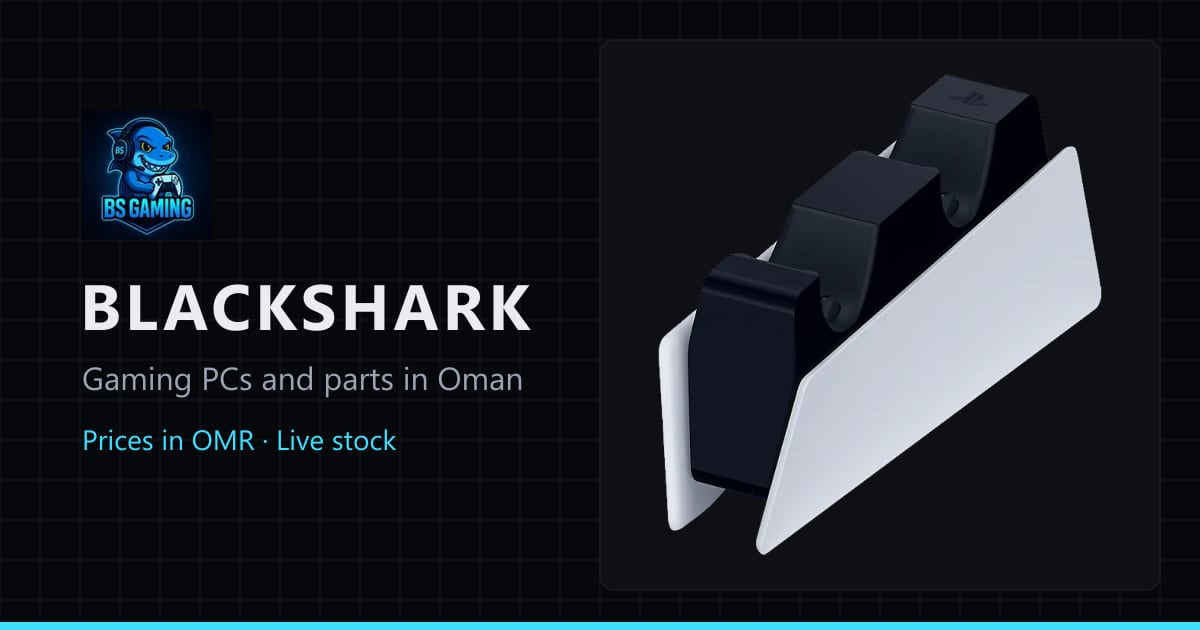 BS
BS GAMING
BLACKSHARK
Gaming PCs and parts in Oman
Prices in OMR · Live stock